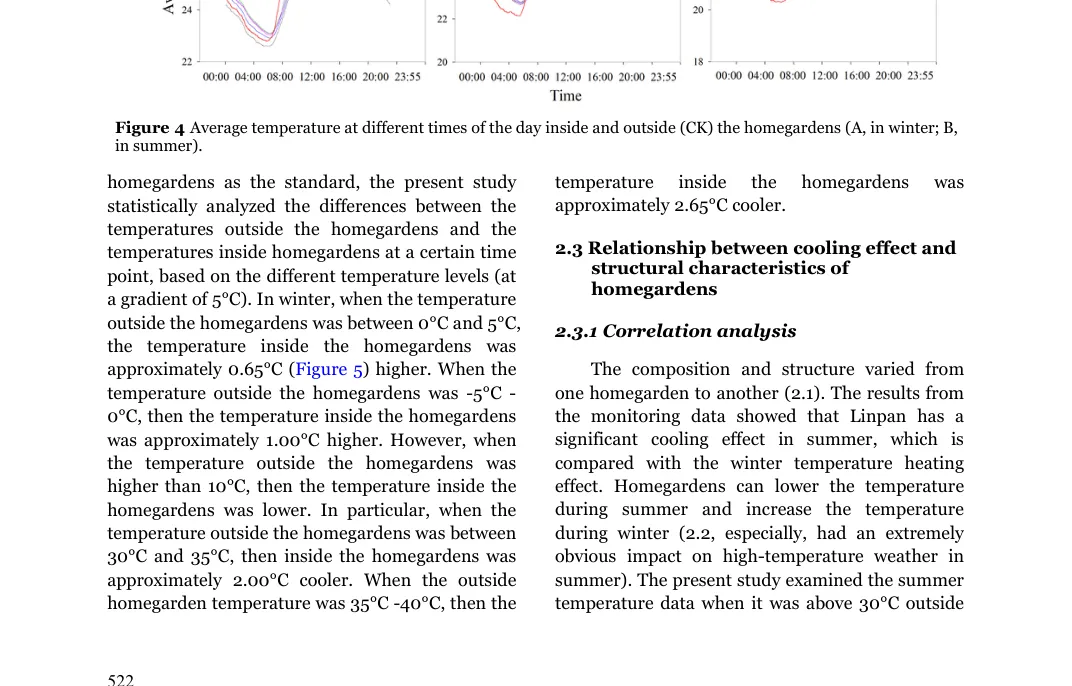 Av
24
22
22
20
20
18
00:00 04:00 08:00 12:00 16:00 20:00 23:55
00:00 04:00 08:00 12:00 16:00 20:00 23:55
00:00 04:00 08:00 12:00 16:00 20:00 23:55
Time
Figure 4 Average temperature at different times of the day inside and outside (CK) the homegardens (A, in winter; B,
in summer).
homegardens as the standard, the present study
statistically analyzed the differences between the
temperatures outside the homegardens and the
temperatures inside homegardens at a certain time
point, based on the different temperature levels (at
a gradient of 5°C). In winter, when the temperature
outside the homegardens was between 0°C and 5°C,
the temperature inside the homegardens was
approximately 0.65°C (Figure 5) higher. When the
temperature outside the homegardens was -5°C -
0°C, then the temperature inside the homegardens
was approximately 1.00°C higher. However, when
the temperature outside the homegardens was
higher than 10°C, then the temperature inside the
homegardens was lower. In particular, when the
temperature outside the homegardens was between
30°C and 35°C, then inside the homegardens was
approximately 2.00°C cooler. When the outside
homegarden temperature was 35°C -40°C, then the
temperature inside the homegardens was
approximately 2.65°C cooler.
2.3 Relationship between cooling effect and
structural characteristics of
homegardens
2.3.1 Correlation analysis
The composition and structure varied from
one homegarden to another (2.1). The results from
the monitoring data showed that Linpan has a
significant cooling effect in summer, which is
compared with the winter temperature heating
effect. Homegardens can lower the temperature
during summer and increase the temperature
during winter (2.2, especially, had an extremely
obvious impact on high-temperature weather in
summer). The present study examined the summer
temperature data when it was above 30°C outside
522